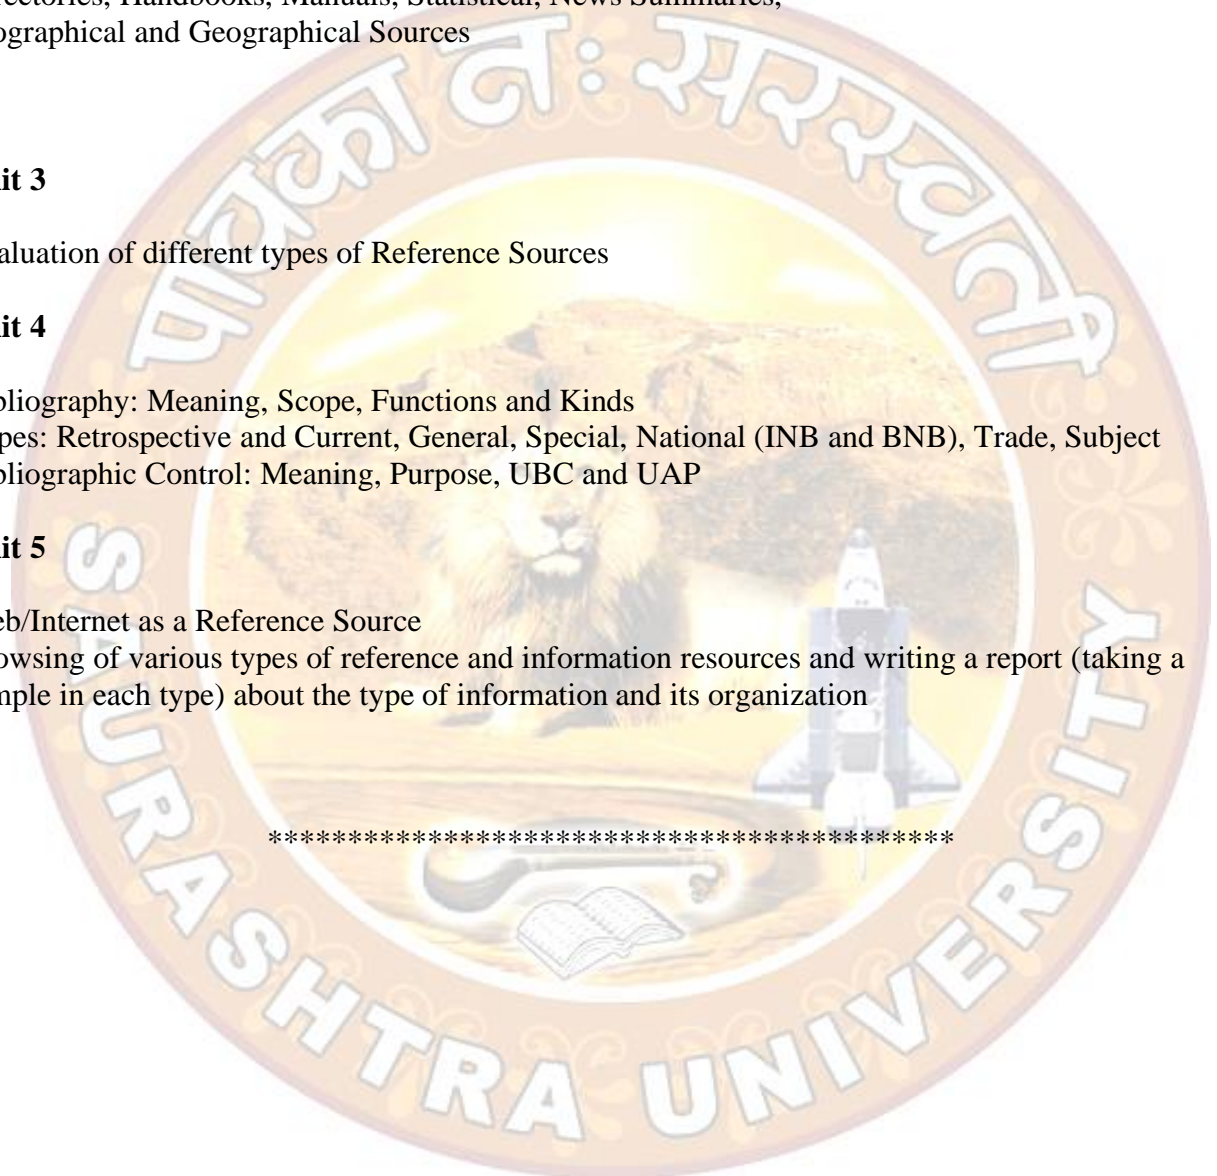 rectories, Handbooks, Manuals, Statistical, News Summaries,
ographical and Geographical Sources
it 3
aluation of different types of Reference Sources
it 4
bliography: Meaning, Scope, Functions and Kinds
pes: Retrospective and Current, General, Special, National (INB and BNB), Trade, Subject
bliographic Control: Meaning, Purpose, UBC and UAP
it 5
eb/Internet as a Reference Source
owsing of various types of reference and information resources and writing a report (taking a
mple in each type) about the type of information and its organization
*******************************************
पावका नः सरस्वती
SAURASHTRA UNIVERSITY